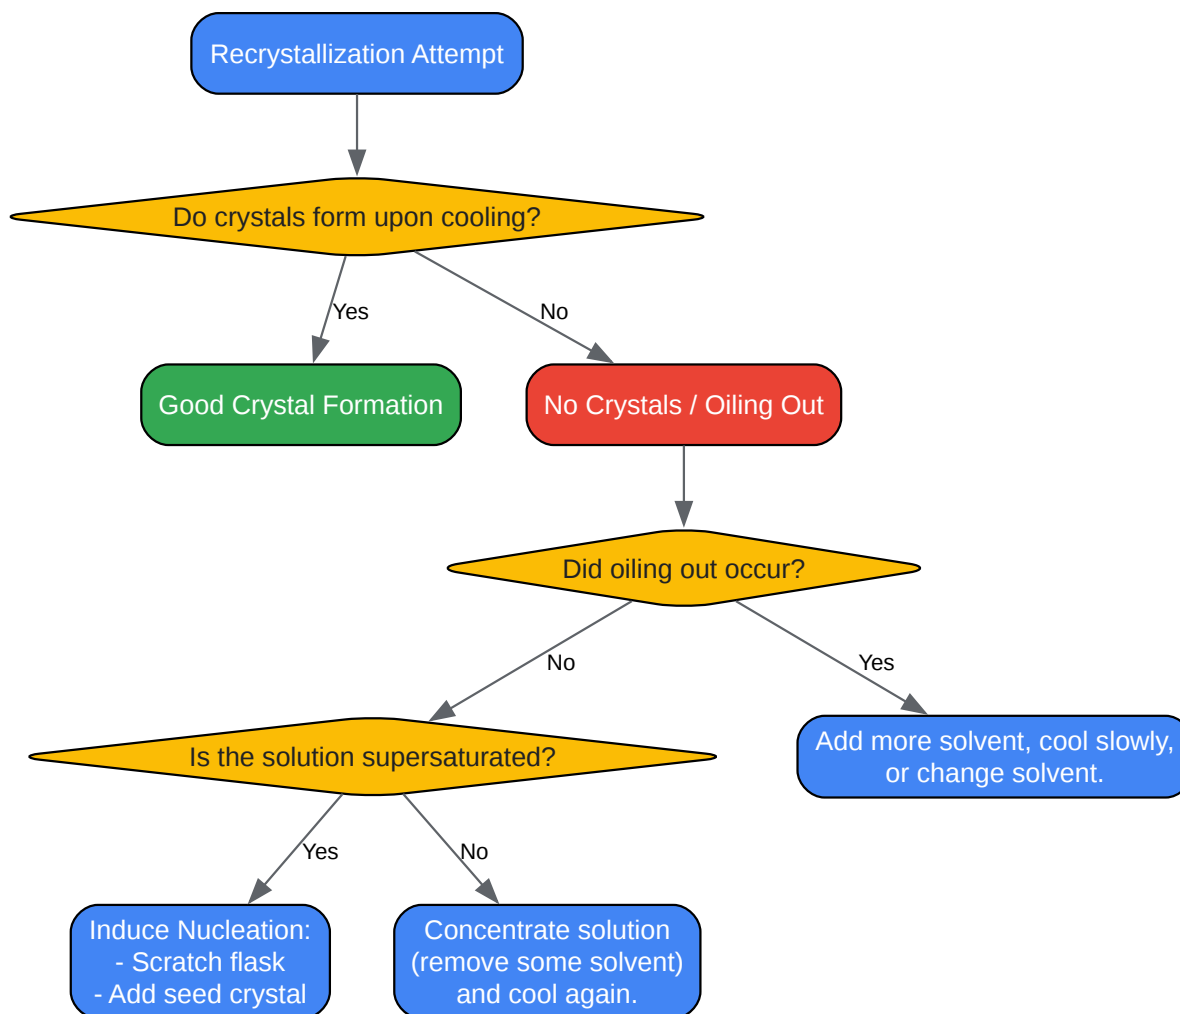 Recrystallization Attempt
Do crystals form upon cooling?
Yes
No
Good Crystal Formation
No Crystals / Oiling Out
Did oiling out occur?
No
Yes
Is the solution supersaturated?
Add more solvent, cool slowly,
or change solvent.
Yes
No
Induce Nucleation:
- Scratch flask
- Add seed crystal
Concentrate solution
(remove some solvent)
and cool again.